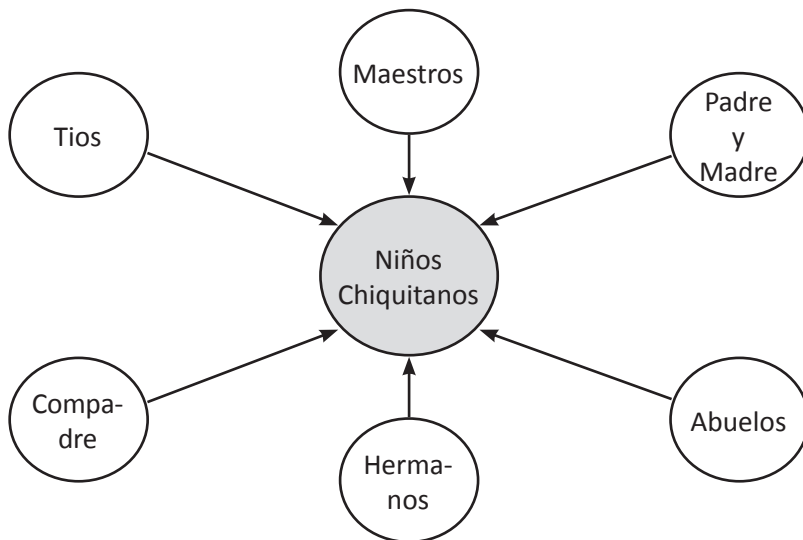 Maestros
Tios
Padre
y
Madre
Niños
Chiquitanos
Compa-
dre
Abuelos
Herma-
nos